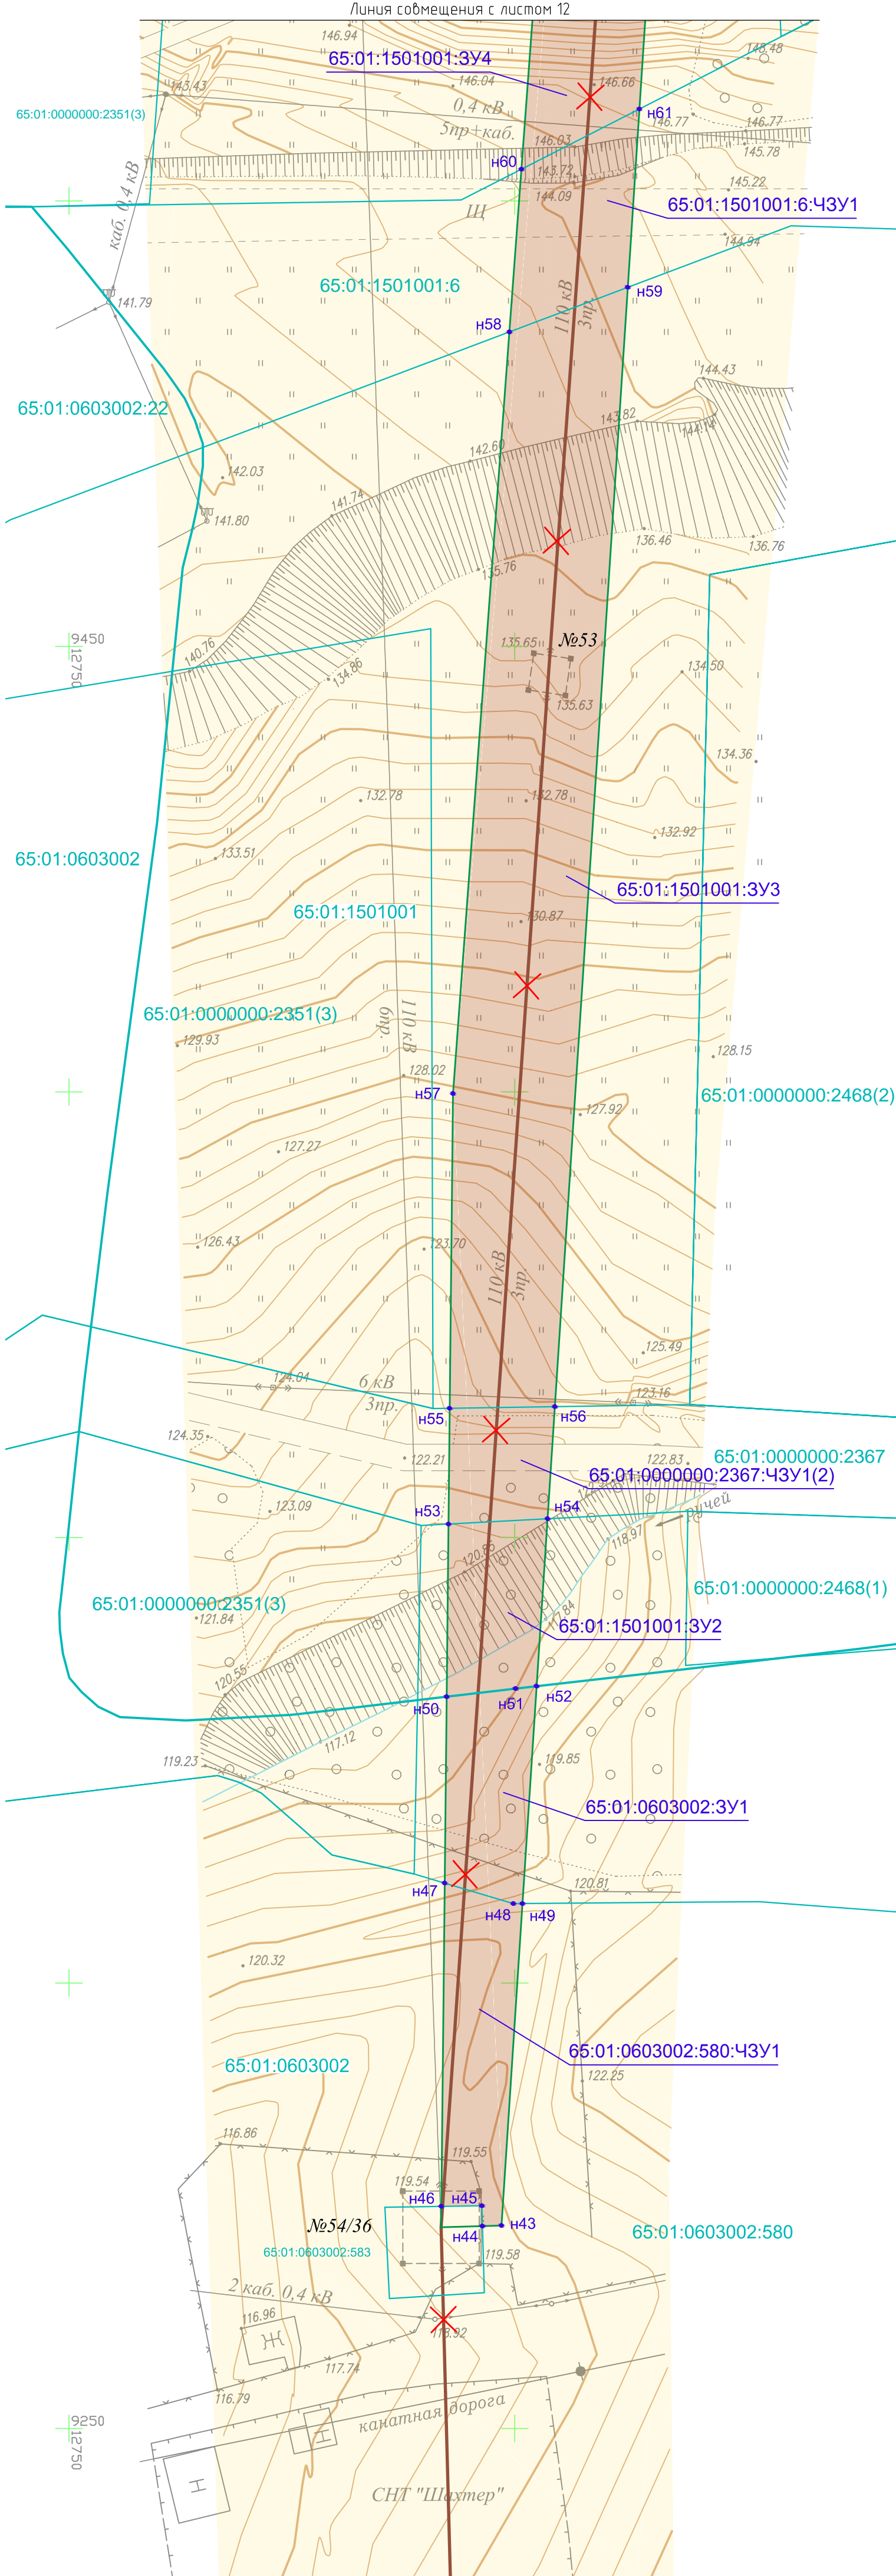 Линия совмещения с листом 12
146.94
65:01:1501001:ЗУ4
148.48
143.43
146.04
146.66
65:01:0000000:2351(3)
0,4 кВ
н61
146.77
146.77
5пр+каб.
146.03
145.78
н60
143.72
каб. 0,4 кВ
145.22
144.09
65:01:1501001:6:ЧЗУ1
Щ
144.94
65:01:1501001:6
н59
141.79
110 кВ
3пр.
н58
144.43
65:01:0603002:22
143.82
144.14
142.60
142.03
141.74
141.80
136.46
136.76
135.76
9450
12750
№53
135.65
140.76
134.86
134.50
135.63
134.36
132.78
132.78
132.92
133.51
65:01:0603002
65:01:1501001:ЗУ3
65:01:1501001
130.87
65:01:0000000:2351(3)
110 кВ
6пр.
129.93
128.15
128.02
н57
65:01:0000000:2468(2)
127.92
127.27
126.43
123.70
110 кВ
3пр.
125.49
124.04
6 кВ
123.16
3пр.
н55
н56
124.35
122.21
122.83
65:01:0000000:2367
65:01:0000000:2367:ЧЗУ1(2)
123.09
н53
н54
ручей
118.97
65:01:0000000:2351(3)
65:01:0000000:2468(1)
121.84
117.84
65:01:1501001:ЗУ2
120.55
н50
н51
н52
117.12
119.23
119.85
65:01:0603002:ЗУ1
н47
120.81
н48
н49
120.32
65:01:0603002
65:01:0603002:580:ЧЗУ1
122.25
116.86
119.55
119.54
н46
н45
№54/36
н44
н43
65:01:0603002:580
65:01:0603002:583
119.58
2 каб. 0,4 кВ
116.96
Ж
118.92
117.74
116.79
канатная дорога
9250
12750
Н
Н
СНТ "Шахтер"